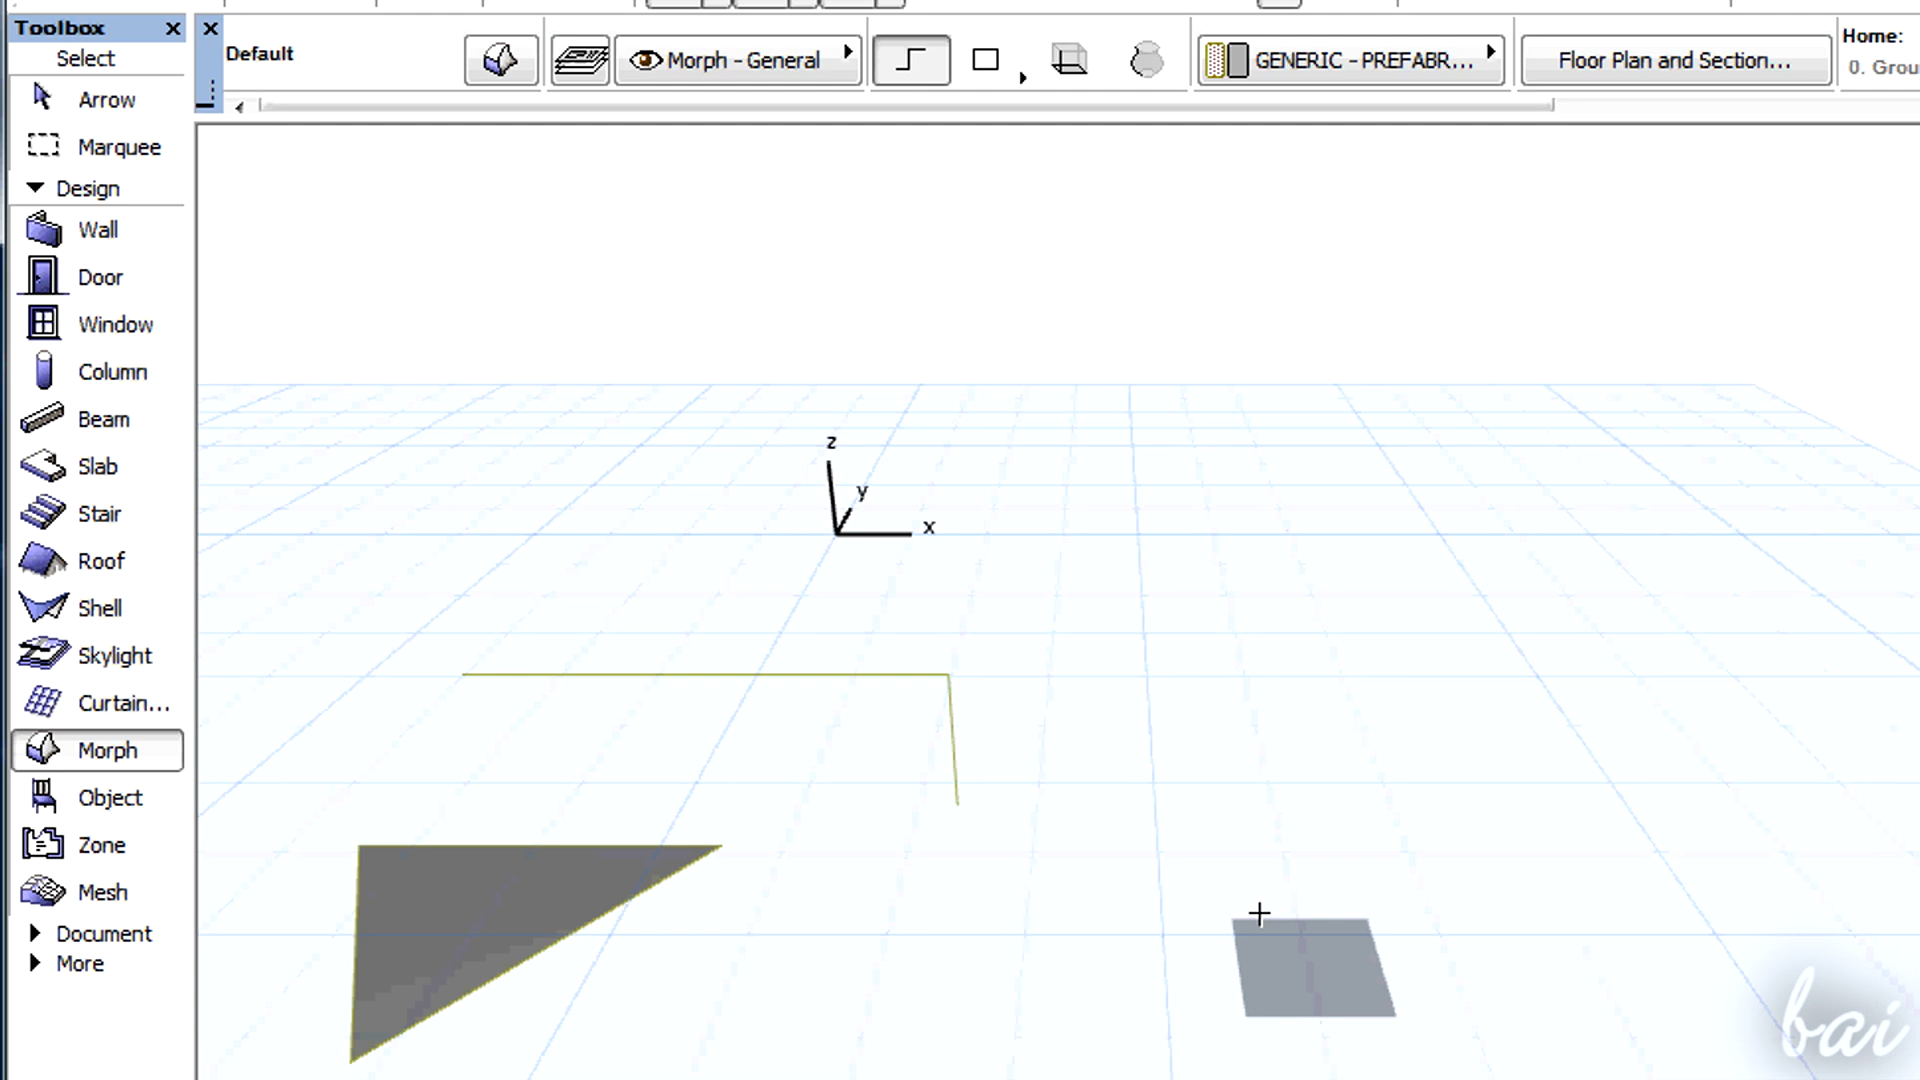 Toolbox
Select
Arrow
Marquee
Design
Wall
Door
Window
Column
Beam
Slab
Stair
Roof
Shell
Skylight
Curtain...
Morph
Object
Zone
Mesh
Document
More
Default
Morph - General
GENERIC - PREFABR...
Floor Plan and Section...
Home:
0. Grou
z
y
x
bai